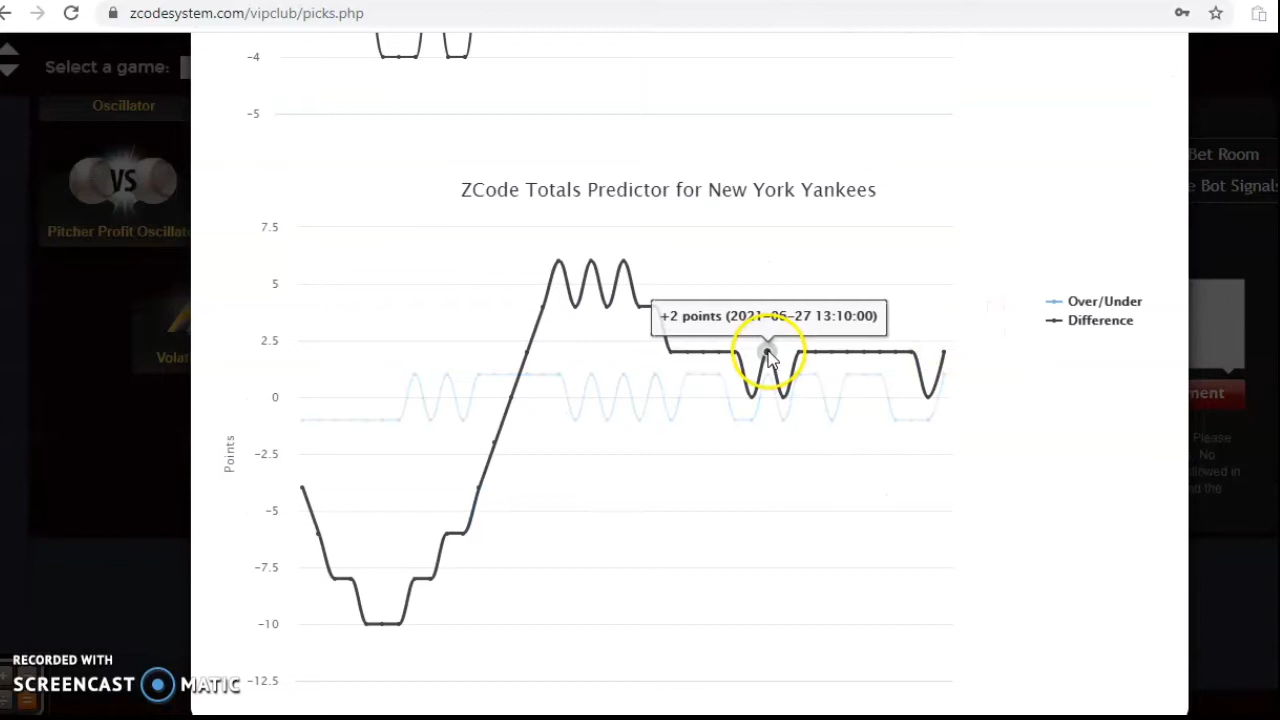 zcodesystem.com/vipclub/picks.php
Select a game:
Oscillator
VS
Pitcher Profit Oscillato
Volat
-4
-5
ZCode Totals Predictor for New York Yankees
7.5
5
2.5
0
-2.5
-5
-7.5
-10
-12.5
Points
+2 points (2021-05-27 13:10:00)
Over/Under
Difference
Bet Room
e Bot Signals
ment
Please
No
llowed in
nd the
RECORDED WITH
SCREENCAST MATIC